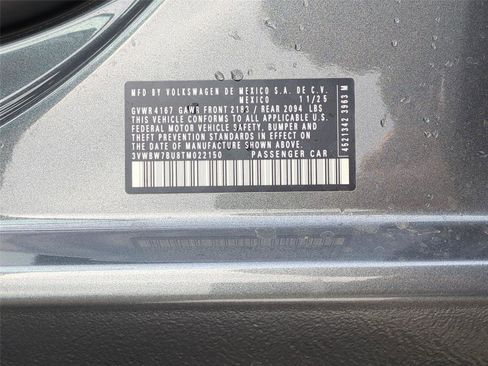 MFD BY VOLKSWAGEN DE MEXICO S.A. DE C.V.
MEXICO 11/25
GVWR4167 GAWR FRONT 2183 / REAR 2094 LBS
THIS VEHICLE CONFORMS TO ALL APPLICABLE U.S.
FEDERAL MOTOR VEHICLE SAFETY, BUMPER AND
THEFT PREVENTION STANDARDS IN EFFECT ON
THE DATE OF MANUFACTURE SHOWN ABOVE.
3VWBW7BU8TM022150 PASSENGER CAR
4521342 3963 M